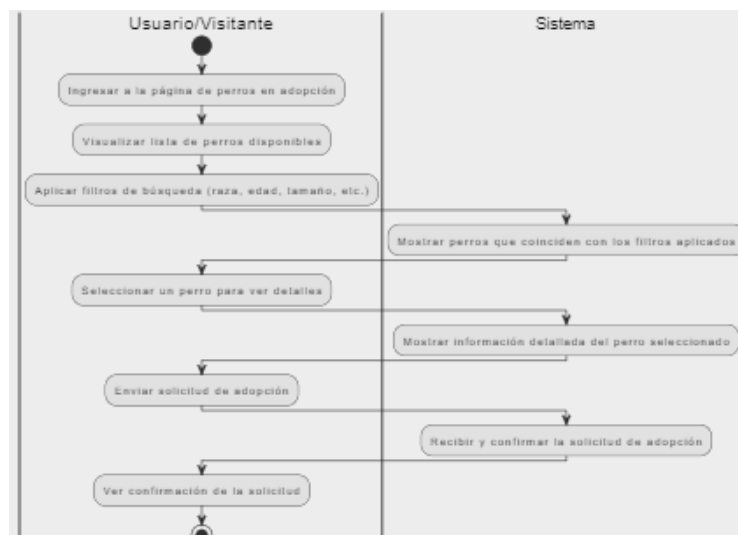 Usuario/Visitante
Sistema
Ingresar a la página de perros en adopción
Visualizar lista de perros disponibles
Aplicar filtros de búsqueda (raza, edad, tamaño, etc.)
Mostrar perros que coinciden con los filtros aplicados
Seleccionar un perro para ver detalles
Mostrar información detallada del perro seleccionado
Enviar solicitud de adopción
Recibir y confirmar la solicitud de adopción
Ver confirmación de la solicitud